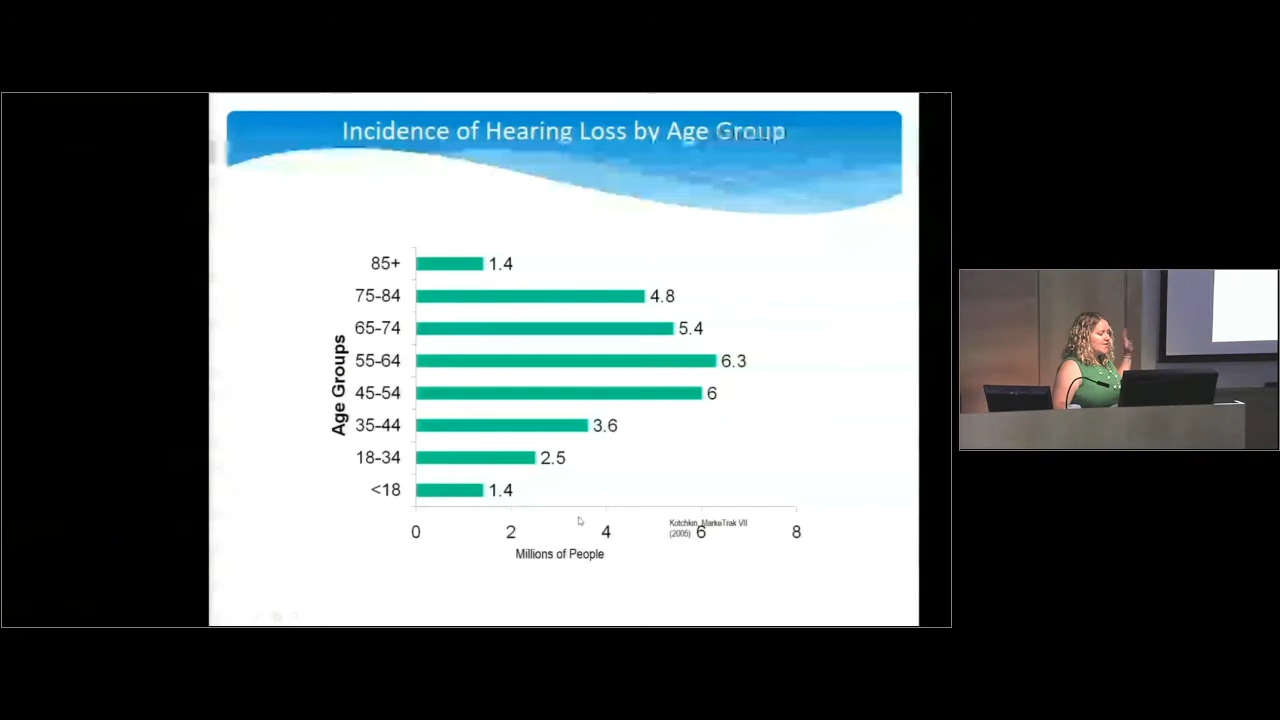 Incidence of Hearing Loss by Age Group
Age Groups
85+ 1.4
75-84 4.8
65-74 5.4
55-64 6.3
45-54 6
35-44 3.6
18-34 2.5
<18 1.4
0 2 4 6 8
Kotchkin, MarkeTrak VII
(2005)
Millions of People